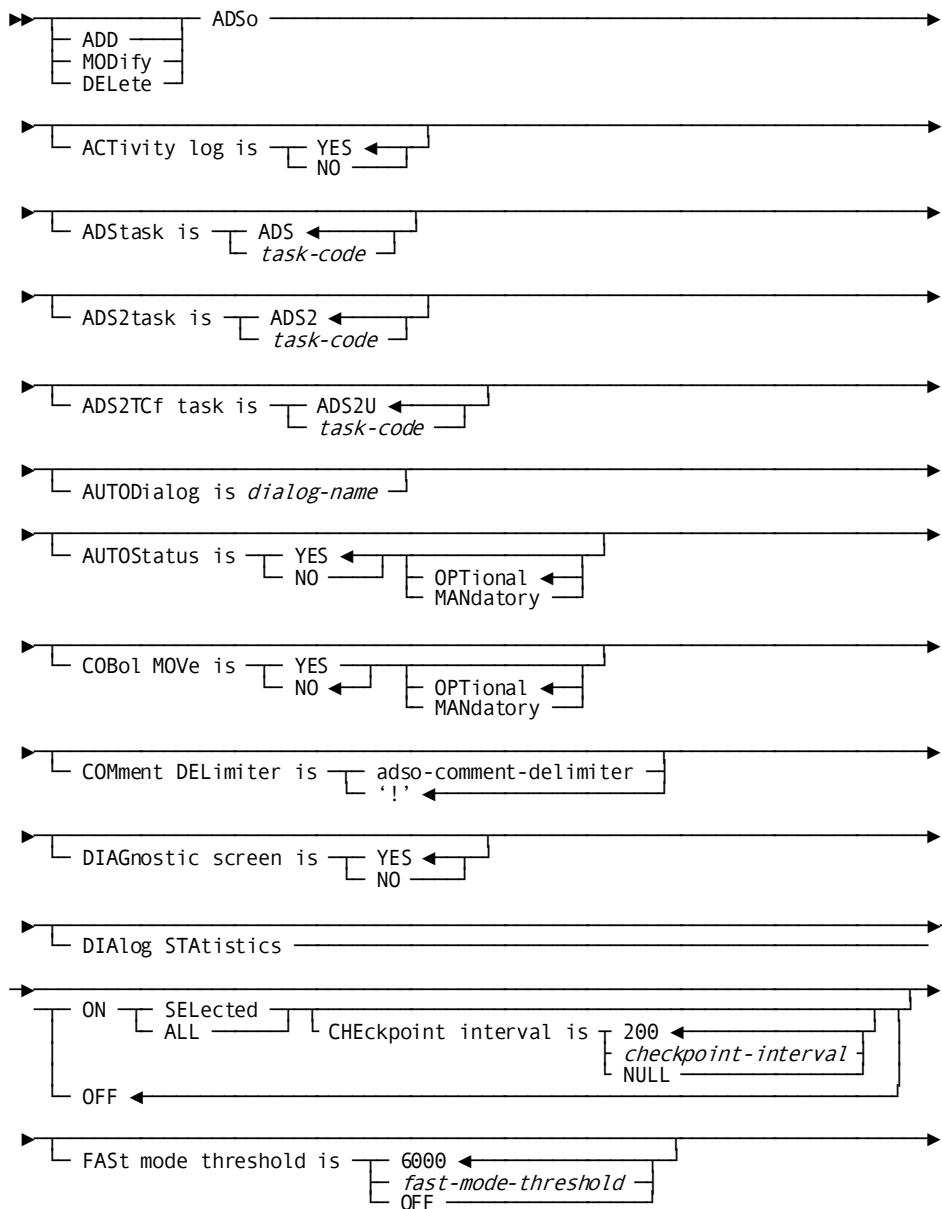 ADSo
ADD
MODify
DELete
ACTivity log is YES
NO
ADStask is ADS
task-code
ADS2task is ADS2
task-code
ADS2TCf task is ADS2U
task-code
AUTODialog is dialog-name
AUTOStatus is YES
NO OPTional
MANdatory
COBol MOVe is YES
NO OPTional
MANdatory
COMment DELimiter is adso-comment-delimiter
‘!’
DIAGnostic screen is YES
NO
DIAlog STAtistics
ON SELected
ALL CHEckpoint interval is 200
checkpoint-interval
NULL
OFF
FASt mode threshold is 6000
fast-mode-threshold
OFF